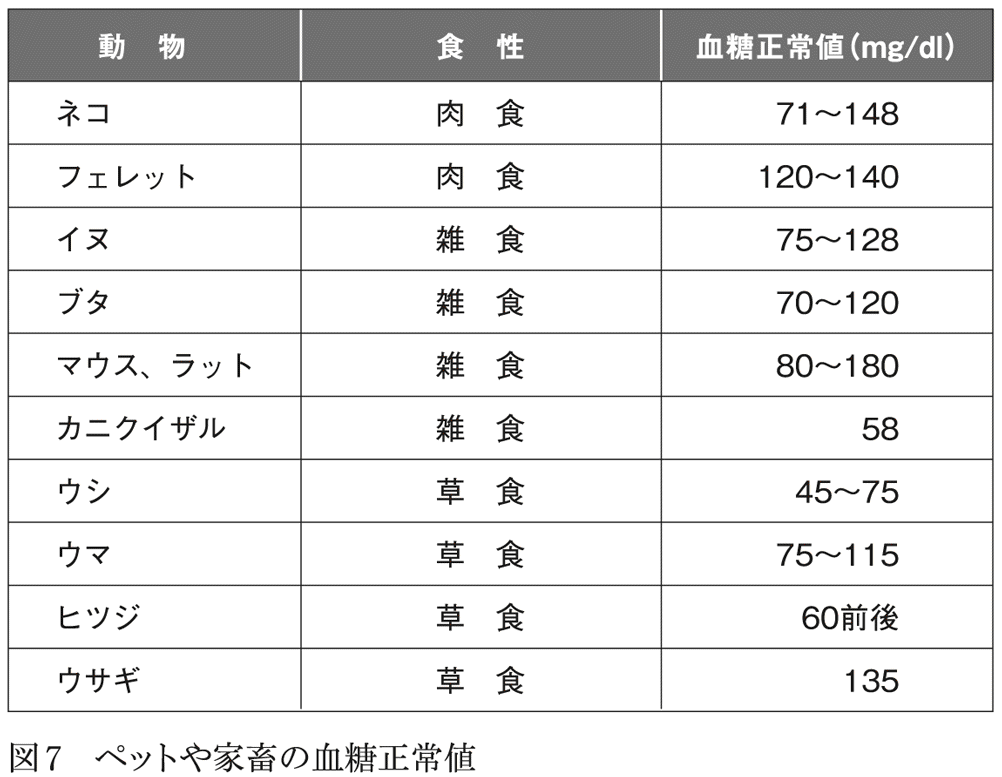 動 物 食 性 血糖正常値(mg/dl)
ネコ 肉 食 71〜148
フェレット 肉 食 120〜140
イヌ 雑 食 75〜128
ブタ 雑 食 70〜120
マウス、ラット 雑 食 80〜180
カニクイザル 雑 食 58
ウシ 草 食 45〜75
ウマ 草 食 75〜115
ヒツジ 草 食 60前後
ウサギ 草 食 135
図7 ペットや家畜の血糖正常値